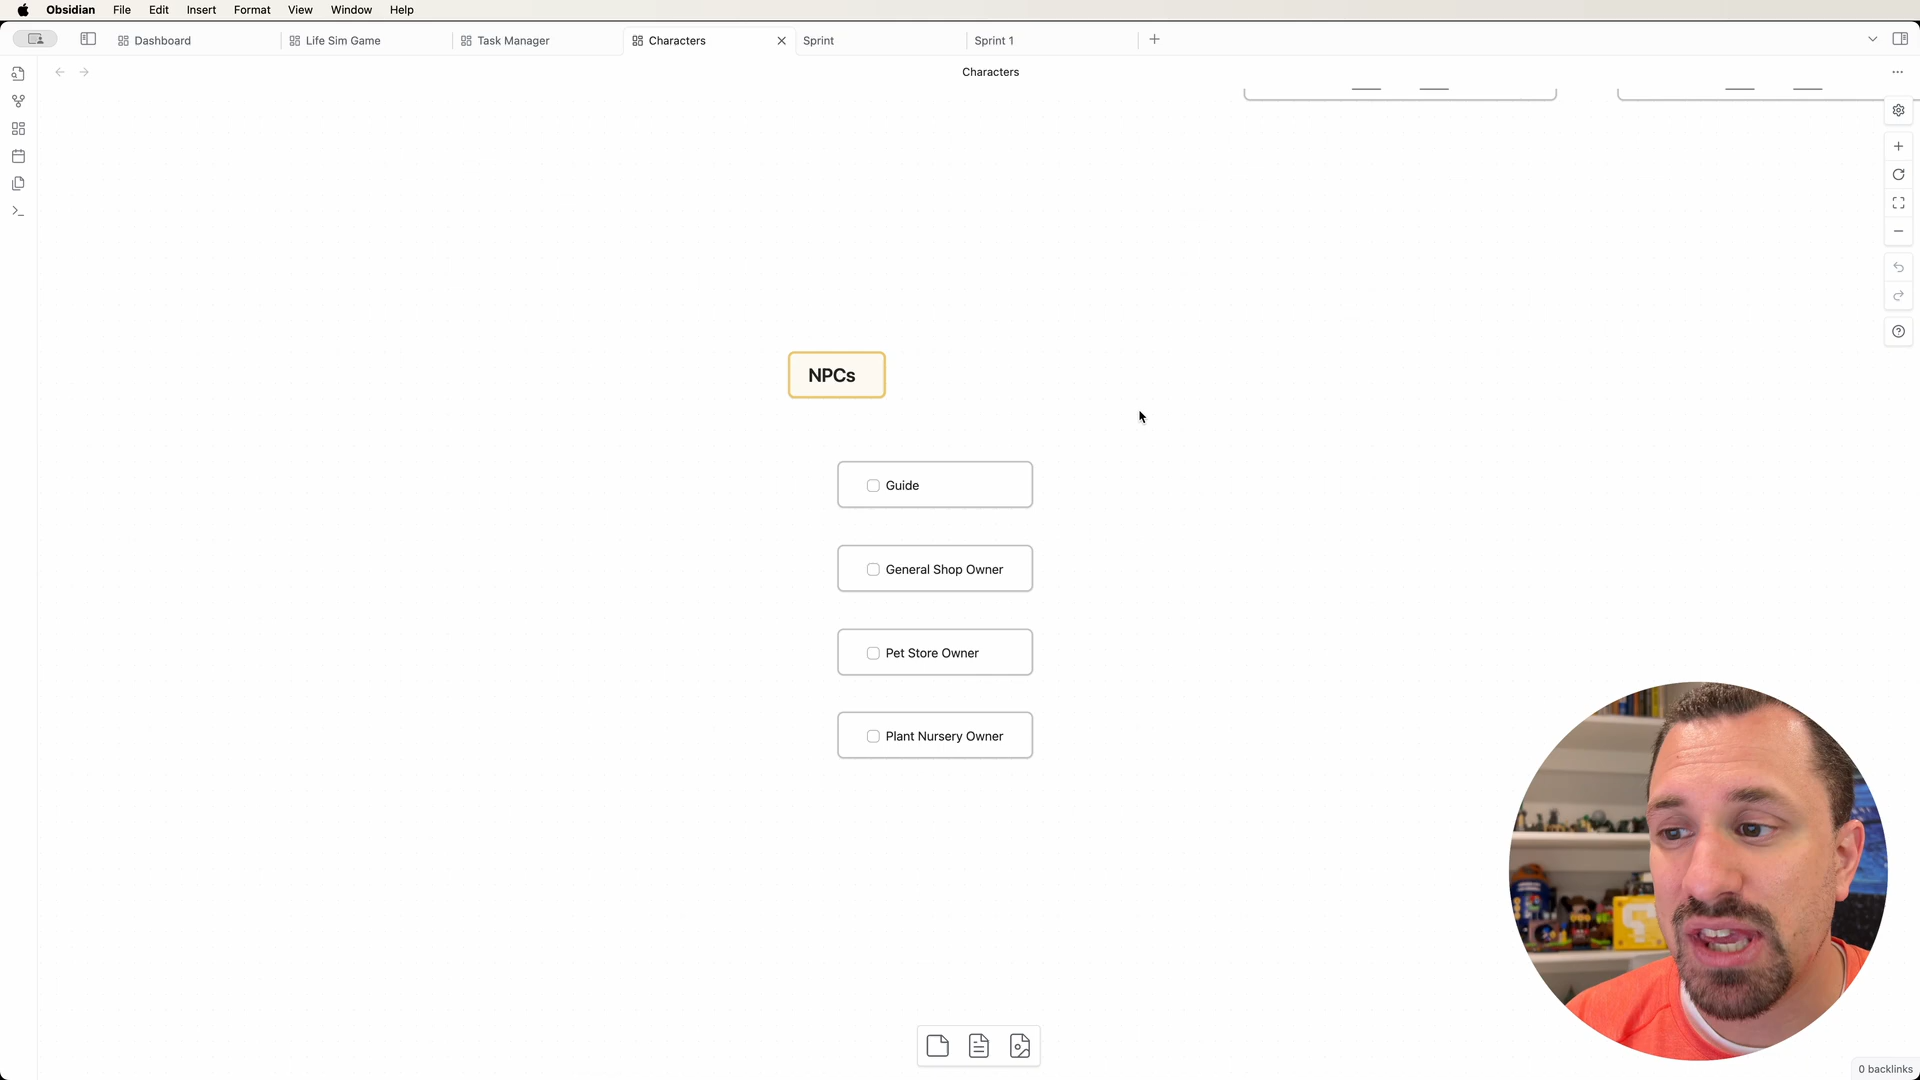 Obsidian File Edit Insert Format View Window Help
Dashboard Life Sim Game Task Manager Characters Sprint Sprint 1
Characters
NPCs
Guide
General Shop Owner
Pet Store Owner
Plant Nursery Owner
0 backlinks